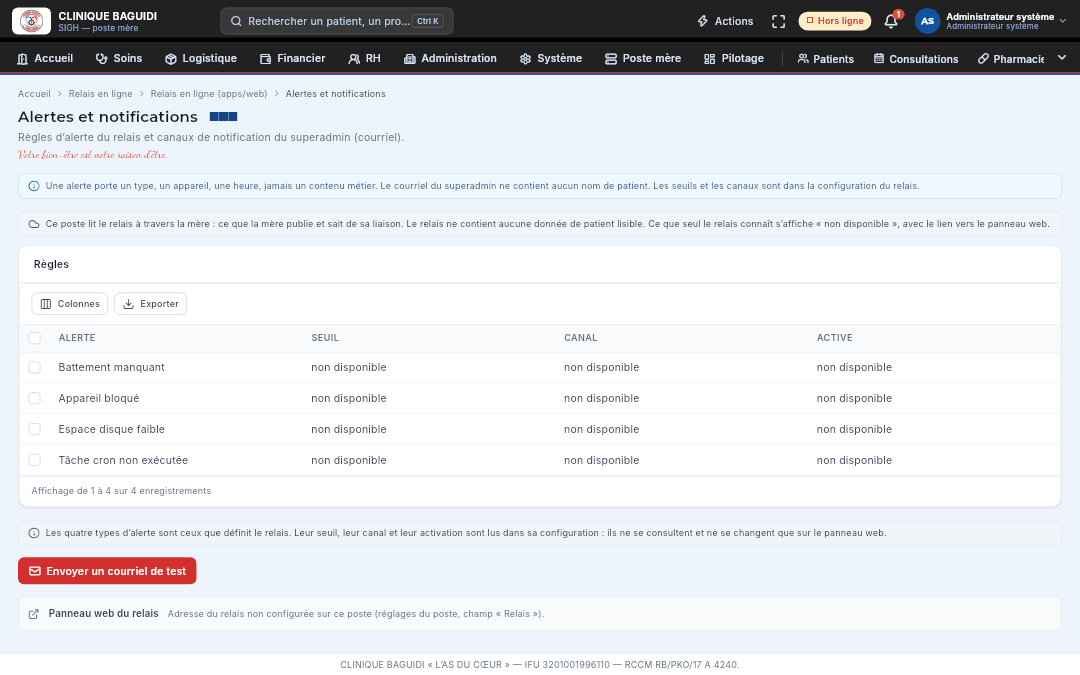 CLINIQUE BAGUIDI
SIGH — poste mère
Rechercher un patient, un pro... Ctrl K
Actions
Hors ligne
1
AS
Administrateur système
Administrateur système
Accueil Soins Logistique Financier RH Administration Système Poste mère Pilotage Patients Consultations Pharmacie
Accueil > Relais en ligne > Relais en ligne (apps/web) > Alertes et notifications
Alertes et notifications
Règles d'alerte du relais et canaux de notification du superadmin (courriel).
Votre bien-être est notre raison d'être.
Une alerte porte un type, un appareil, une heure, jamais un contenu métier. Le courriel du superadmin ne contient aucun nom de patient. Les seuils et les canaux sont dans la configuration du relais.
Ce poste lit le relais à travers la mère : ce que la mère publie et sait de sa liaison. Le relais ne contient aucune donnée de patient lisible. Ce que seul le relais connaît s'affiche « non disponible », avec le lien vers le panneau web.
Règles
Colonnes Exporter
ALERTE SEUIL CANAL ACTIVE
Battement manquant non disponible non disponible non disponible
Appareil bloqué non disponible non disponible non disponible
Espace disque faible non disponible non disponible non disponible
Tâche cron non exécutée non disponible non disponible non disponible
Affichage de 1 à 4 sur 4 enregistrements
Les quatre types d'alerte sont ceux que définit le relais. Leur seuil, leur canal et leur activation sont lus dans sa configuration : ils ne se consultent et ne se changent que sur le panneau web.
Envoyer un courriel de test
Panneau web du relais Adresse du relais non configurée sur ce poste (réglages du poste, champ « Relais »).
CLINIQUE BAGUIDI « L'AS DU CŒUR » — IFU 3201001996110 — RCCM RB/PKO/17 A 4240.